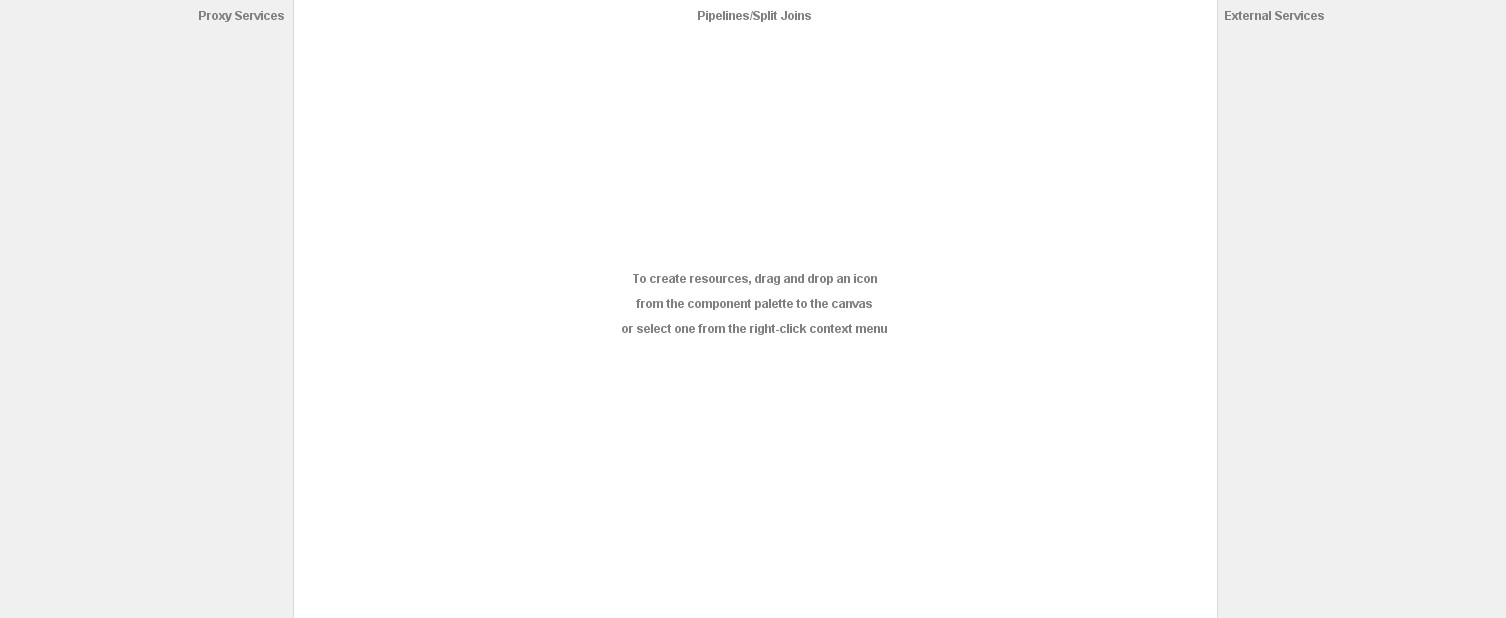 Proxy Services
Pipelines/Split Joins
External Services
To create resources, drag and drop an icon
from the component palette to the canvas
or select one from the right-click context menu